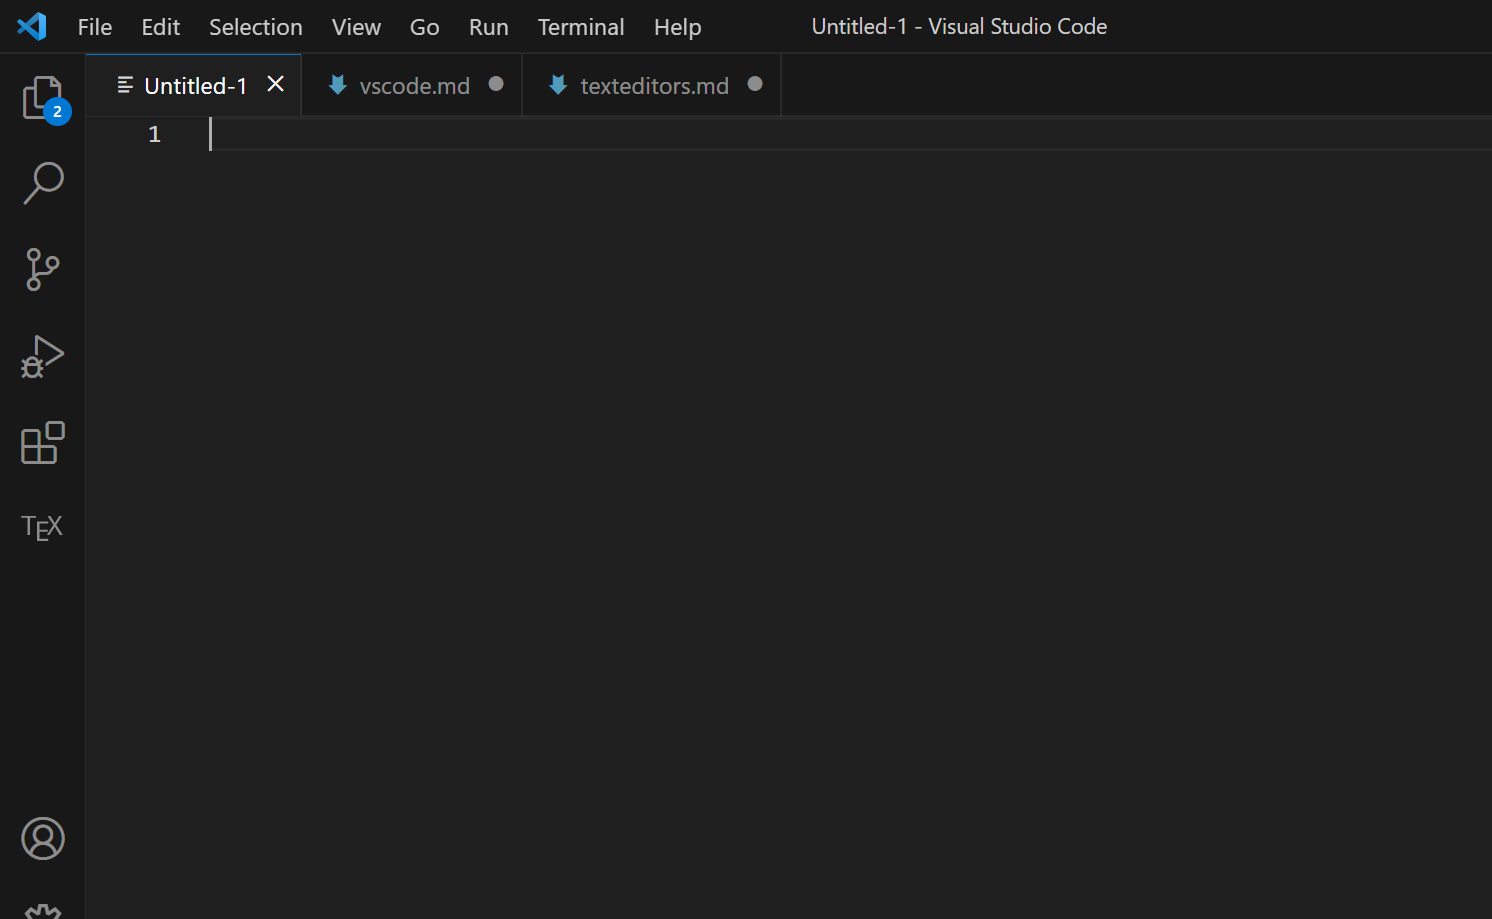 File Edit Selection View Go Run Terminal Help Untitled-1 - Visual Studio Code
Untitled-1 vscode.md texteditors.md
2
1
TEX